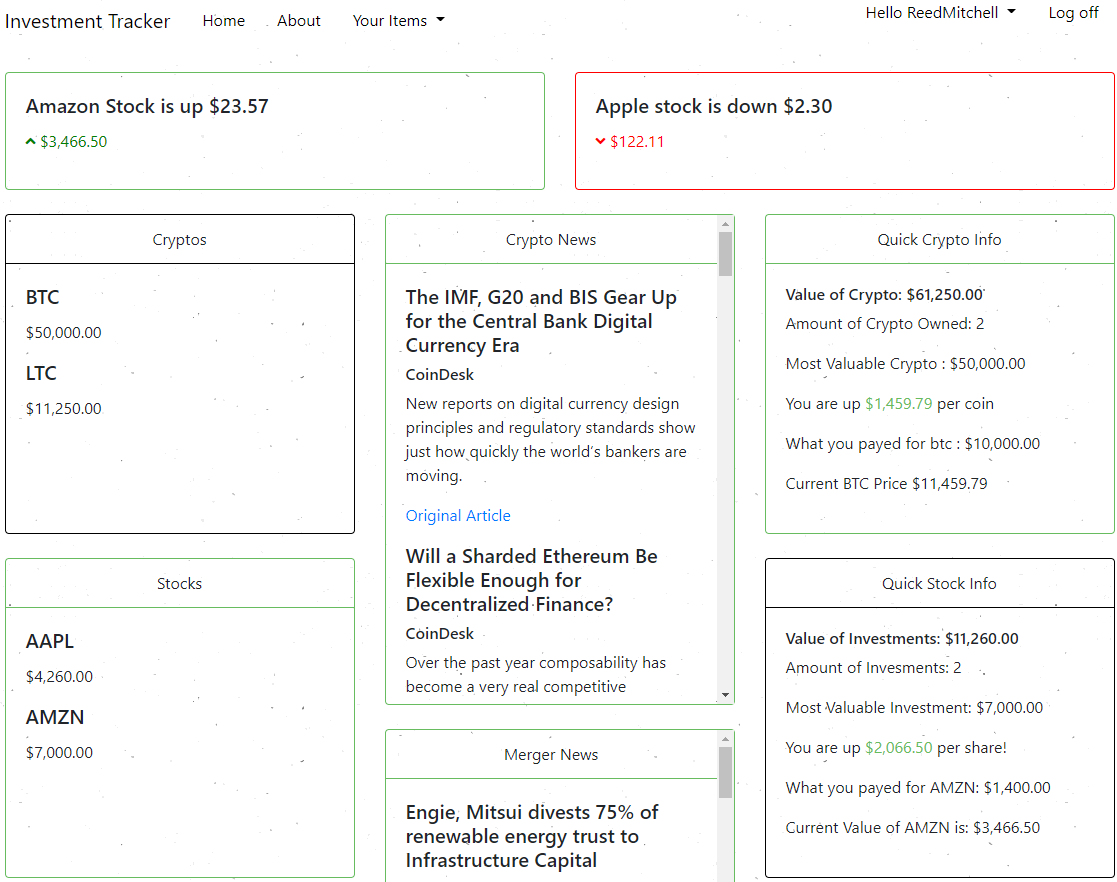 Investment Tracker
Home
About
Your Items
Hello ReedMitchell
Log off
Amazon Stock is up $23.57
$3,466.50
Apple stock is down $2.30
$122.11
Cryptos
BTC
$50,000.00
LTC
$11,250.00
Stocks
AAPL
$4,260.00
AMZN
$7,000.00
Crypto News
The IMF, G20 and BIS Gear Up
for the Central Bank Digital
Currency Era
CoinDesk
New reports on digital currency design
principles and regulatory standards show
just how quickly the world’s bankers are
moving.
Original Article
Will a Sharded Ethereum Be
Flexible Enough for
Decentralized Finance?
CoinDesk
Over the past year composability has
become a very real competitive
Merger News
Engie, Mitsui divests 75% of
renewable energy trust to
Infrastructure Capital
Quick Crypto Info
Value of Crypto: $61,250.00
Amount of Crypto Owned: 2
Most Valuable Crypto : $50,000.00
You are up $1,459.79 per coin
What you payed for btc : $10,000.00
Current BTC Price $11,459.79
Quick Stock Info
Value of Investments: $11,260.00
Amount of Invesments: 2
Most Valuable Investment: $7,000.00
You are up $2,066.50 per share!
What you payed for AMZN: $1,400.00
Current Value of AMZN is: $3,466.50